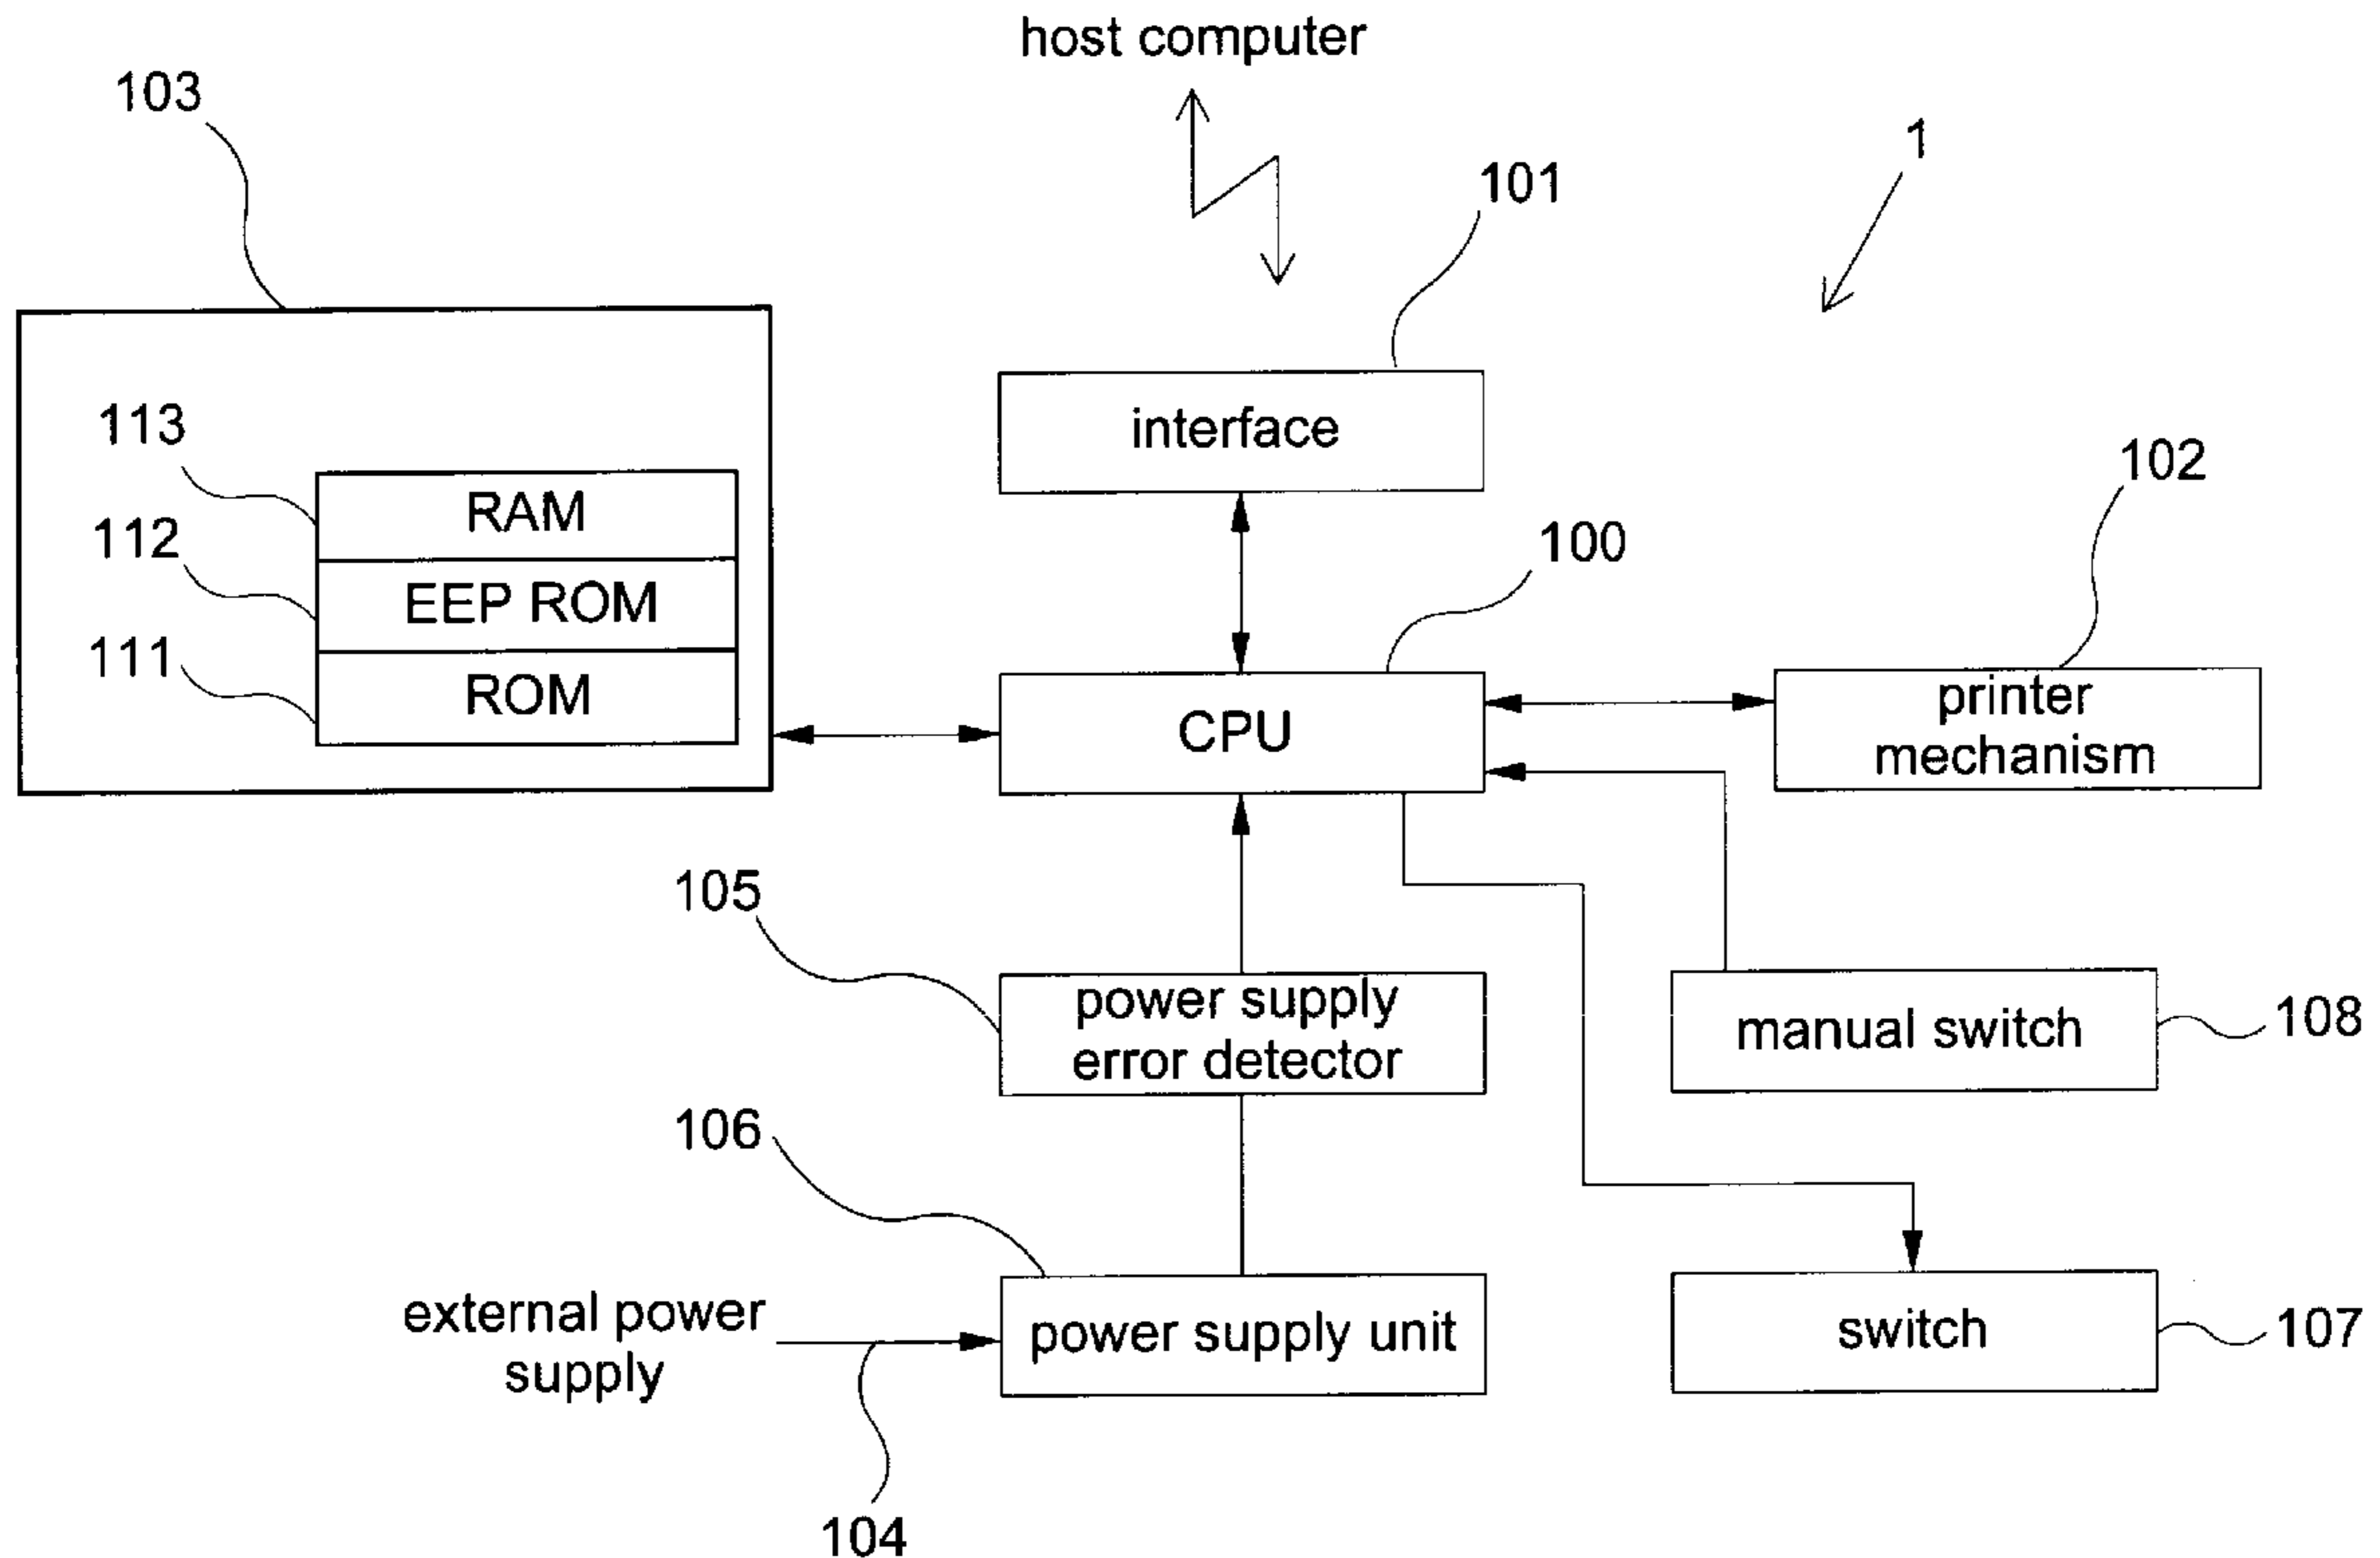 host computer
103
1
101
interface
113
RAM
102
112
EEP ROM
100
111
ROM
CPU
printer
mechanism
105
power supply
error detector
manual switch
108
106
external power
supply
power supply unit
switch
107
104